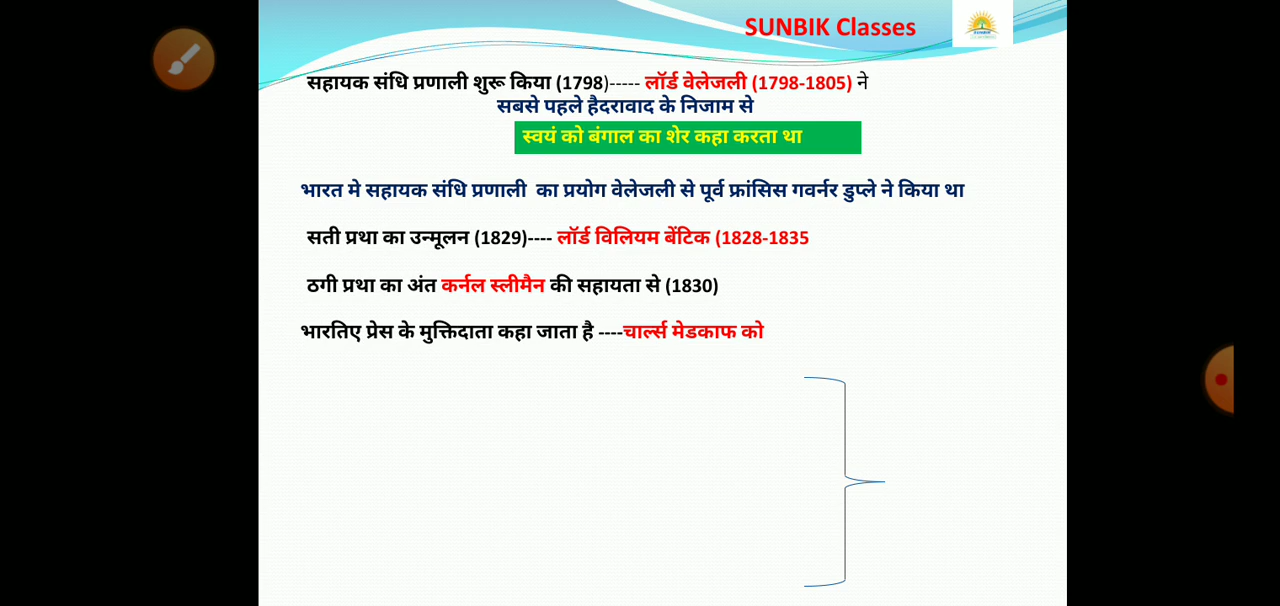 SUNBIK Classes
सहायक संधि प्रणाली शुरू किया (1798)----- लॉर्ड वेलेजली (1798-1805) ने
सबसे पहले हैदरावाद के निजाम से
स्वयं को बंगाल का शेर कहा करता था
भारत मे सहायक संधि प्रणाली का प्रयोग वेलेजली से पूर्व फ्रांसिस गवर्नर डुप्ले ने किया था
सती प्रथा का उन्मूलन (1829)---- लॉर्ड विलियम बेंटिक (1828-1835
ठगी प्रथा का अंत कर्नल स्लीमैन की सहायता से (1830)
भारतिए प्रेस के मुक्तिदाता कहा जाता है ----चार्ल्स मेडकाफ को